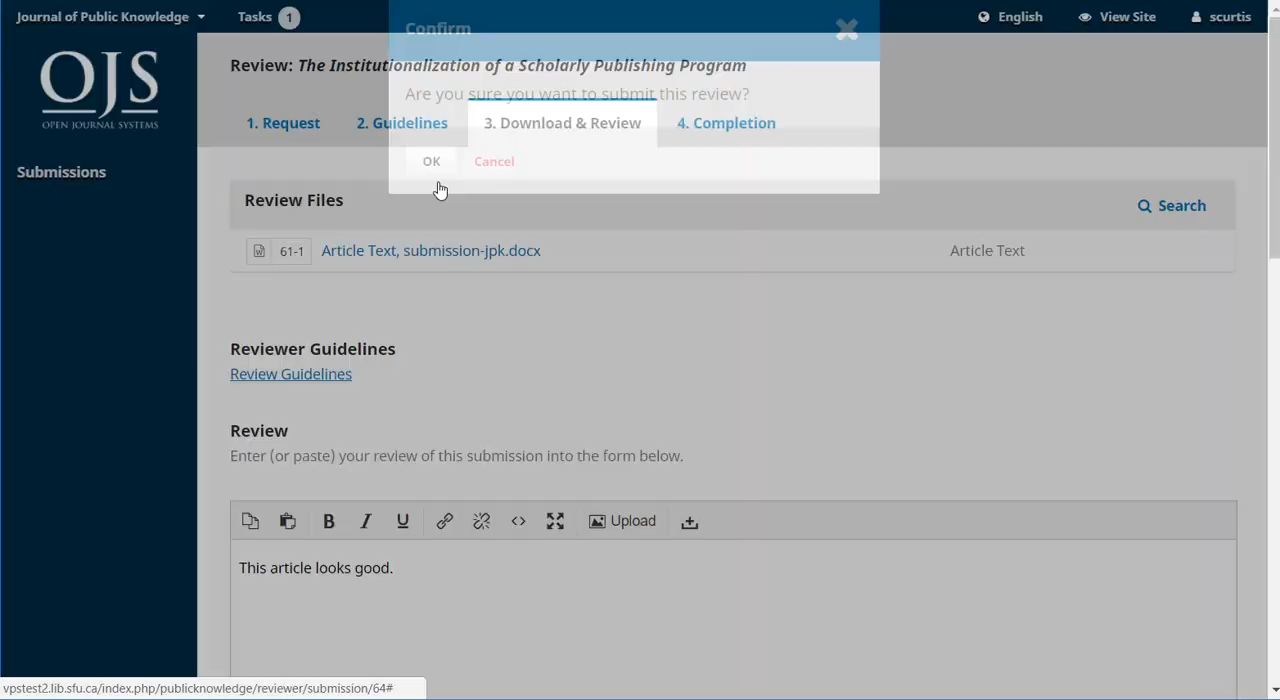 Journal of Public Knowledge
Tasks 1
English
View Site
scurtis
OJS
OPEN JOURNAL SYSTEMS
Submissions
Confirm
Review: The Institutionalization of a Scholarly Publishing Program
Are you sure you want to submit this review?
1. Request
2. Guidelines
3. Download & Review
4. Completion
OK
Cancel
Review Files
Search
61-1
Article Text, submission-jpk.docx
Article Text
Reviewer Guidelines
Review Guidelines
Review
Enter (or paste) your review of this submission into the form below.
B I U
Upload
This article looks good.
vpstest2.lib.sfu.ca/index.php/publicknowledge/reviewer/submission/64#